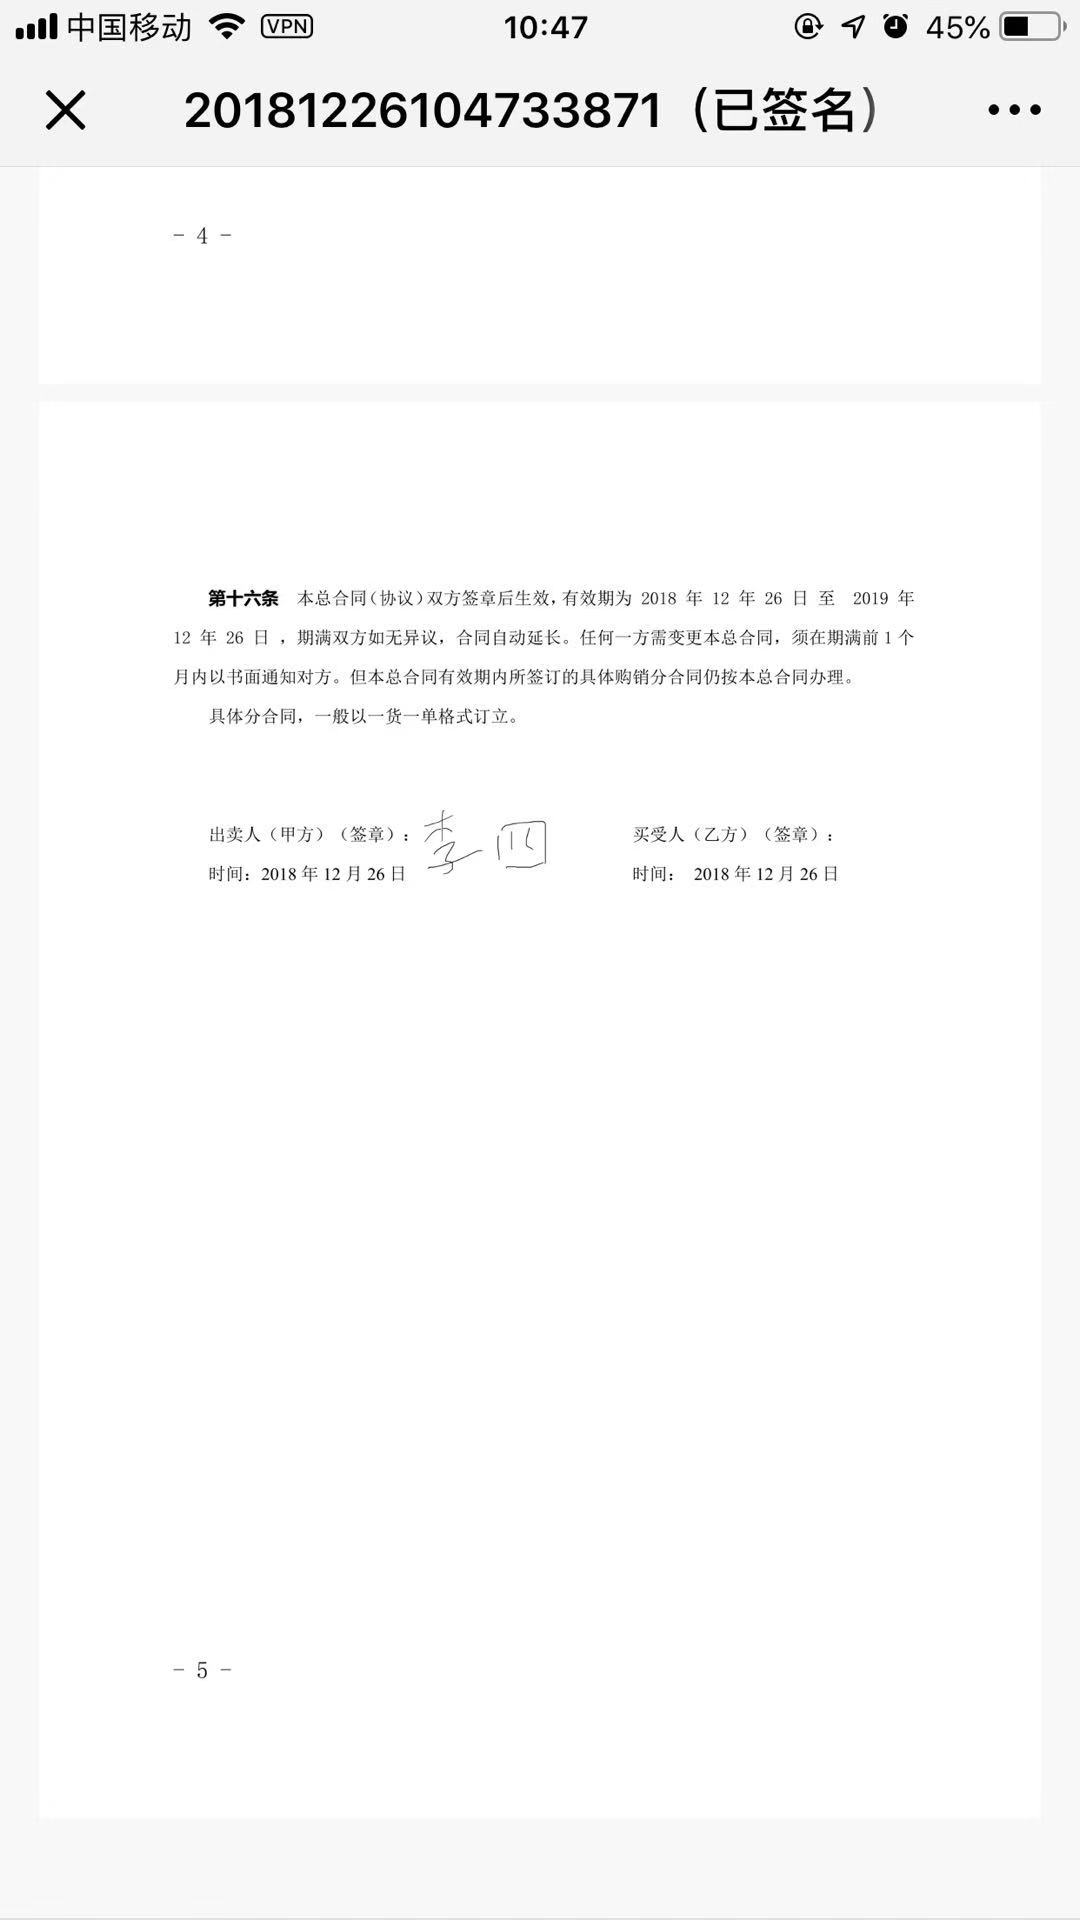 中国移动 VPN 10:47 45%
20181226104733871（已签名）
- 4 -
第十六条 本总合同（协议）双方签章后生效，有效期为 2018 年 12 年 26 日 至 2019 年
12 年 26 日 ，期满双方如无异议，合同自动延长。任何一方需变更本总合同，须在期满前 1 个
月内以书面通知对方。但本总合同有效期内所签订的具体购销分合同仍按本总合同办理。
具体分合同，一般以一货一单格式订立。
出卖人（甲方）（签章）：李四 买受人（乙方）（签章）：
时间：2018 年 12 月 26 日 时间： 2018 年 12 月 26 日
- 5 -